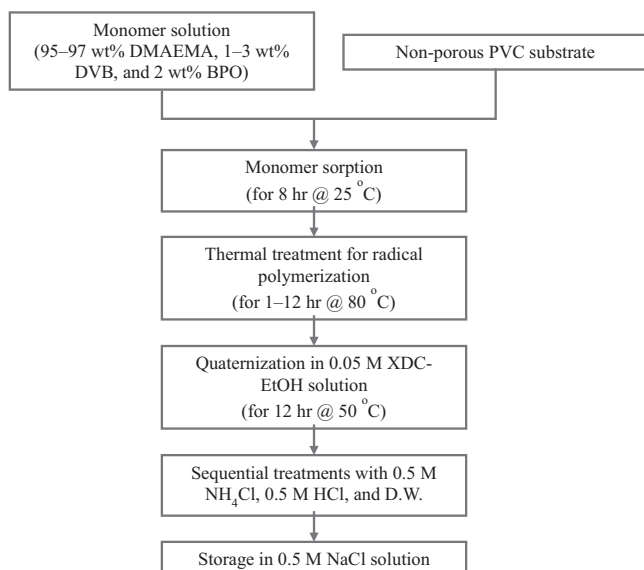 Monomer solution
(95–97 wt% DMAEMA, 1–3 wt%
DVB, and 2 wt% BPO)
Non-porous PVC substrate
Monomer sorption
(for 8 hr @ 25 °C)
Thermal treatment for radical
polymerization
(for 1–12 hr @ 80 °C)
Quaternization in 0.05 M XDC-
EtOH solution
(for 12 hr @ 50 °C)
Sequential treatments with 0.5 M
NH₄Cl, 0.5 M HCl, and D.W.
Storage in 0.5 M NaCl solution